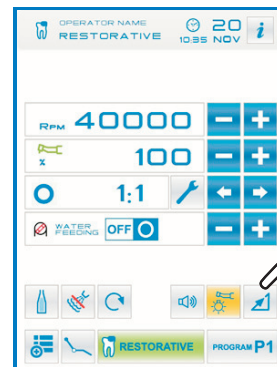 OPERATOR NAME
RESTORATIVE
10:35
20
NOV
i
RPM 40000
% 100
1:1
WATER FEEDING OFF
RESTORATIVE
PROGRAM P1